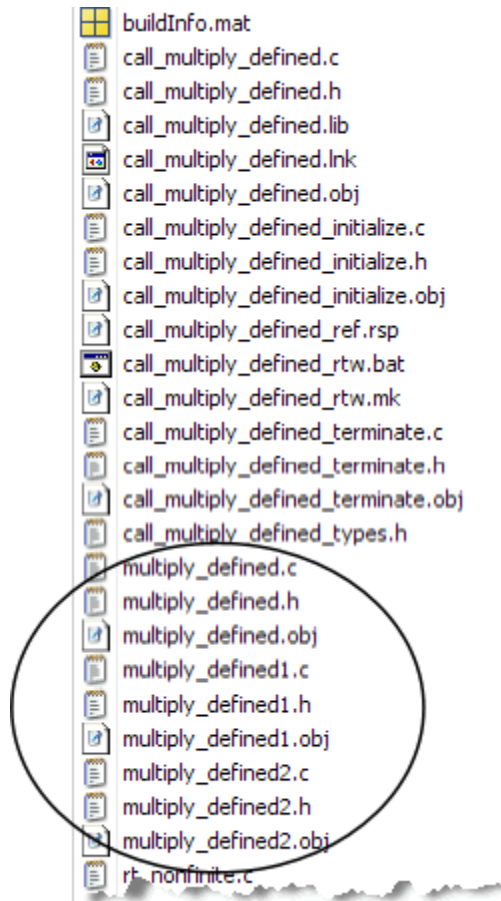 buildInfo.mat
call_multiply_defined.c
call_multiply_defined.h
call_multiply_defined.lib
call_multiply_defined.lnk
call_multiply_defined.obj
call_multiply_defined_initialize.c
call_multiply_defined_initialize.h
call_multiply_defined_initialize.obj
call_multiply_defined_ref.rsp
call_multiply_defined_rtw.bat
call_multiply_defined_rtw.mk
call_multiply_defined_terminate.c
call_multiply_defined_terminate.h
call_multiply_defined_terminate.obj
call_multiply_defined_types.h
multiply_defined.c
multiply_defined.h
multiply_defined.obj
multiply_defined1.c
multiply_defined1.h
multiply_defined1.obj
multiply_defined2.c
multiply_defined2.h
multiply_defined2.obj
rt_nonfinite.c